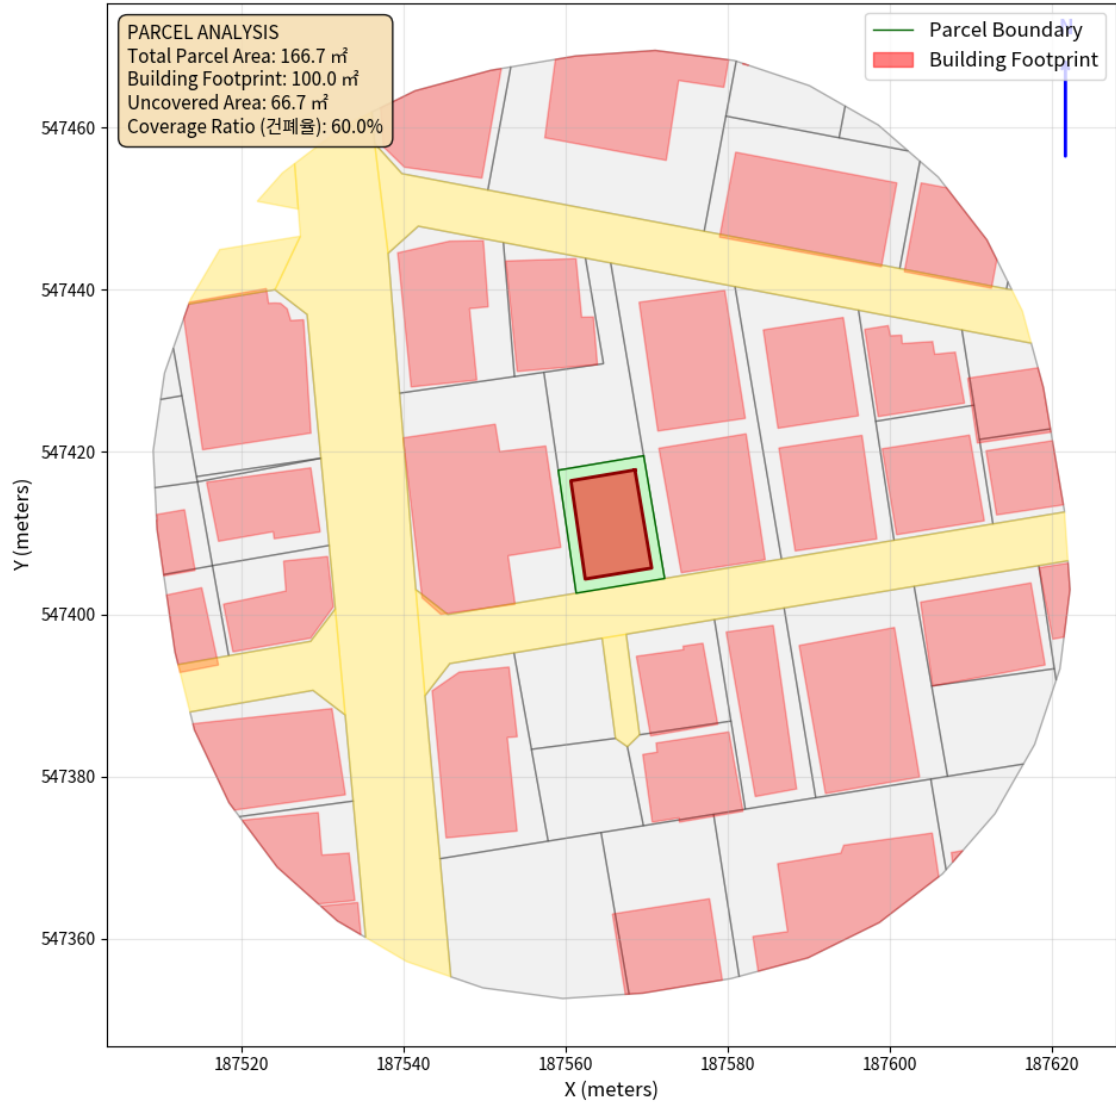 PARCEL ANALYSIS
Total Parcel Area: 166.7 ㎡
Building Footprint: 100.0 ㎡
Uncovered Area: 66.7 ㎡
Coverage Ratio (건폐율): 60.0%
Parcel Boundary
Building Footprint
N
547460
547440
547420
547400
547380
547360
Y (meters)
187520
187540
187560
187580
187600
187620
X (meters)